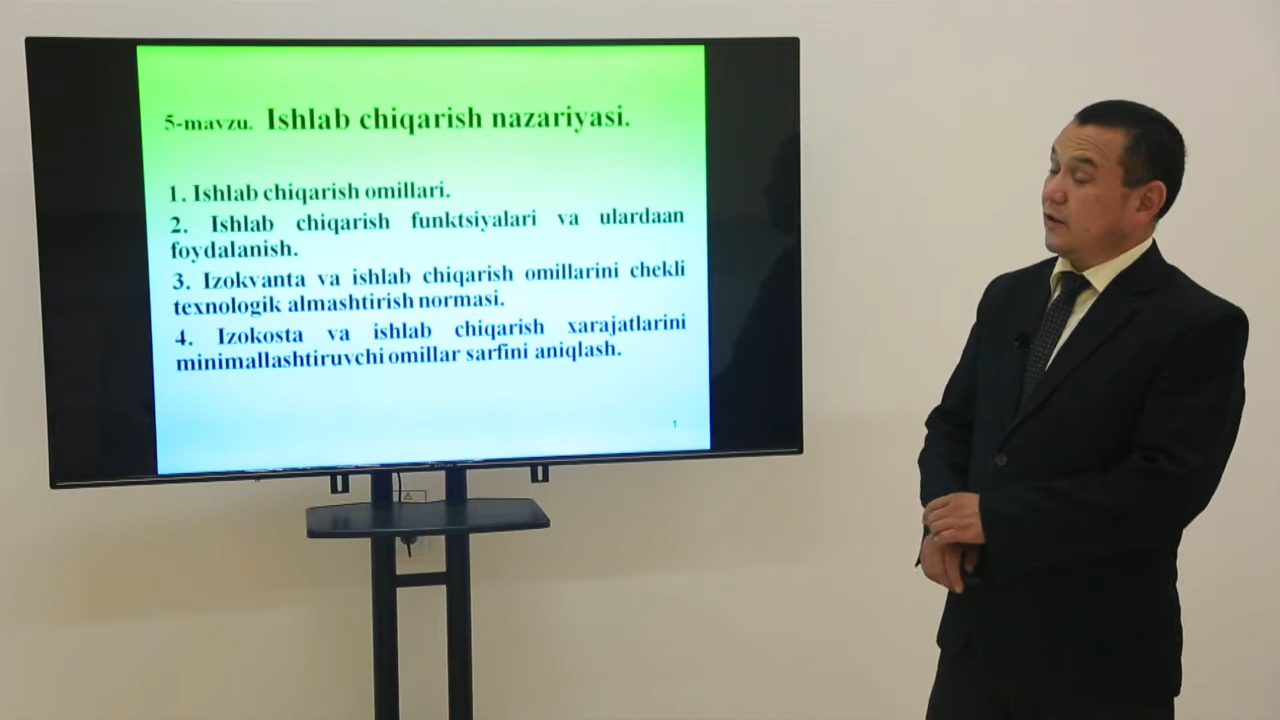 5-mavzu. Ishlab chiqarish nazariyasi.
1. Ishlab chiqarish omillari.
2. Ishlab chiqarish funktsiyalari va ulardaan
foydalanish.
3. Izokvanta va ishlab chiqarish omillarini chekli
texnologik almashtirish normasi.
4. Izokosta va ishlab chiqarish xarajatlarini
minimallashtiruvchi omillar sarfini aniqlash.
1